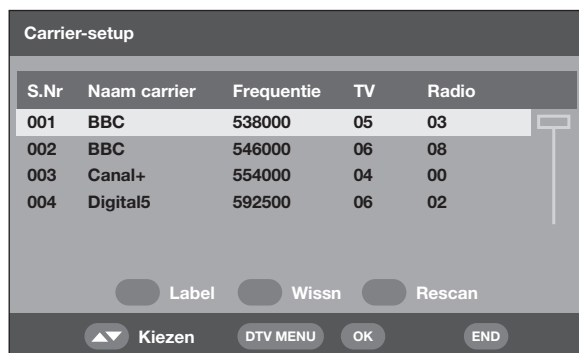 Carrier-setup
S.Nr Naam carrier Frequentie TV Radio
001 BBC 538000 05 03
002 BBC 546000 06 08
003 Canal+ 554000 04 00
004 Digital5 592500 06 02
Label Wissn Rescan
Kiezen DTV MENU OK END